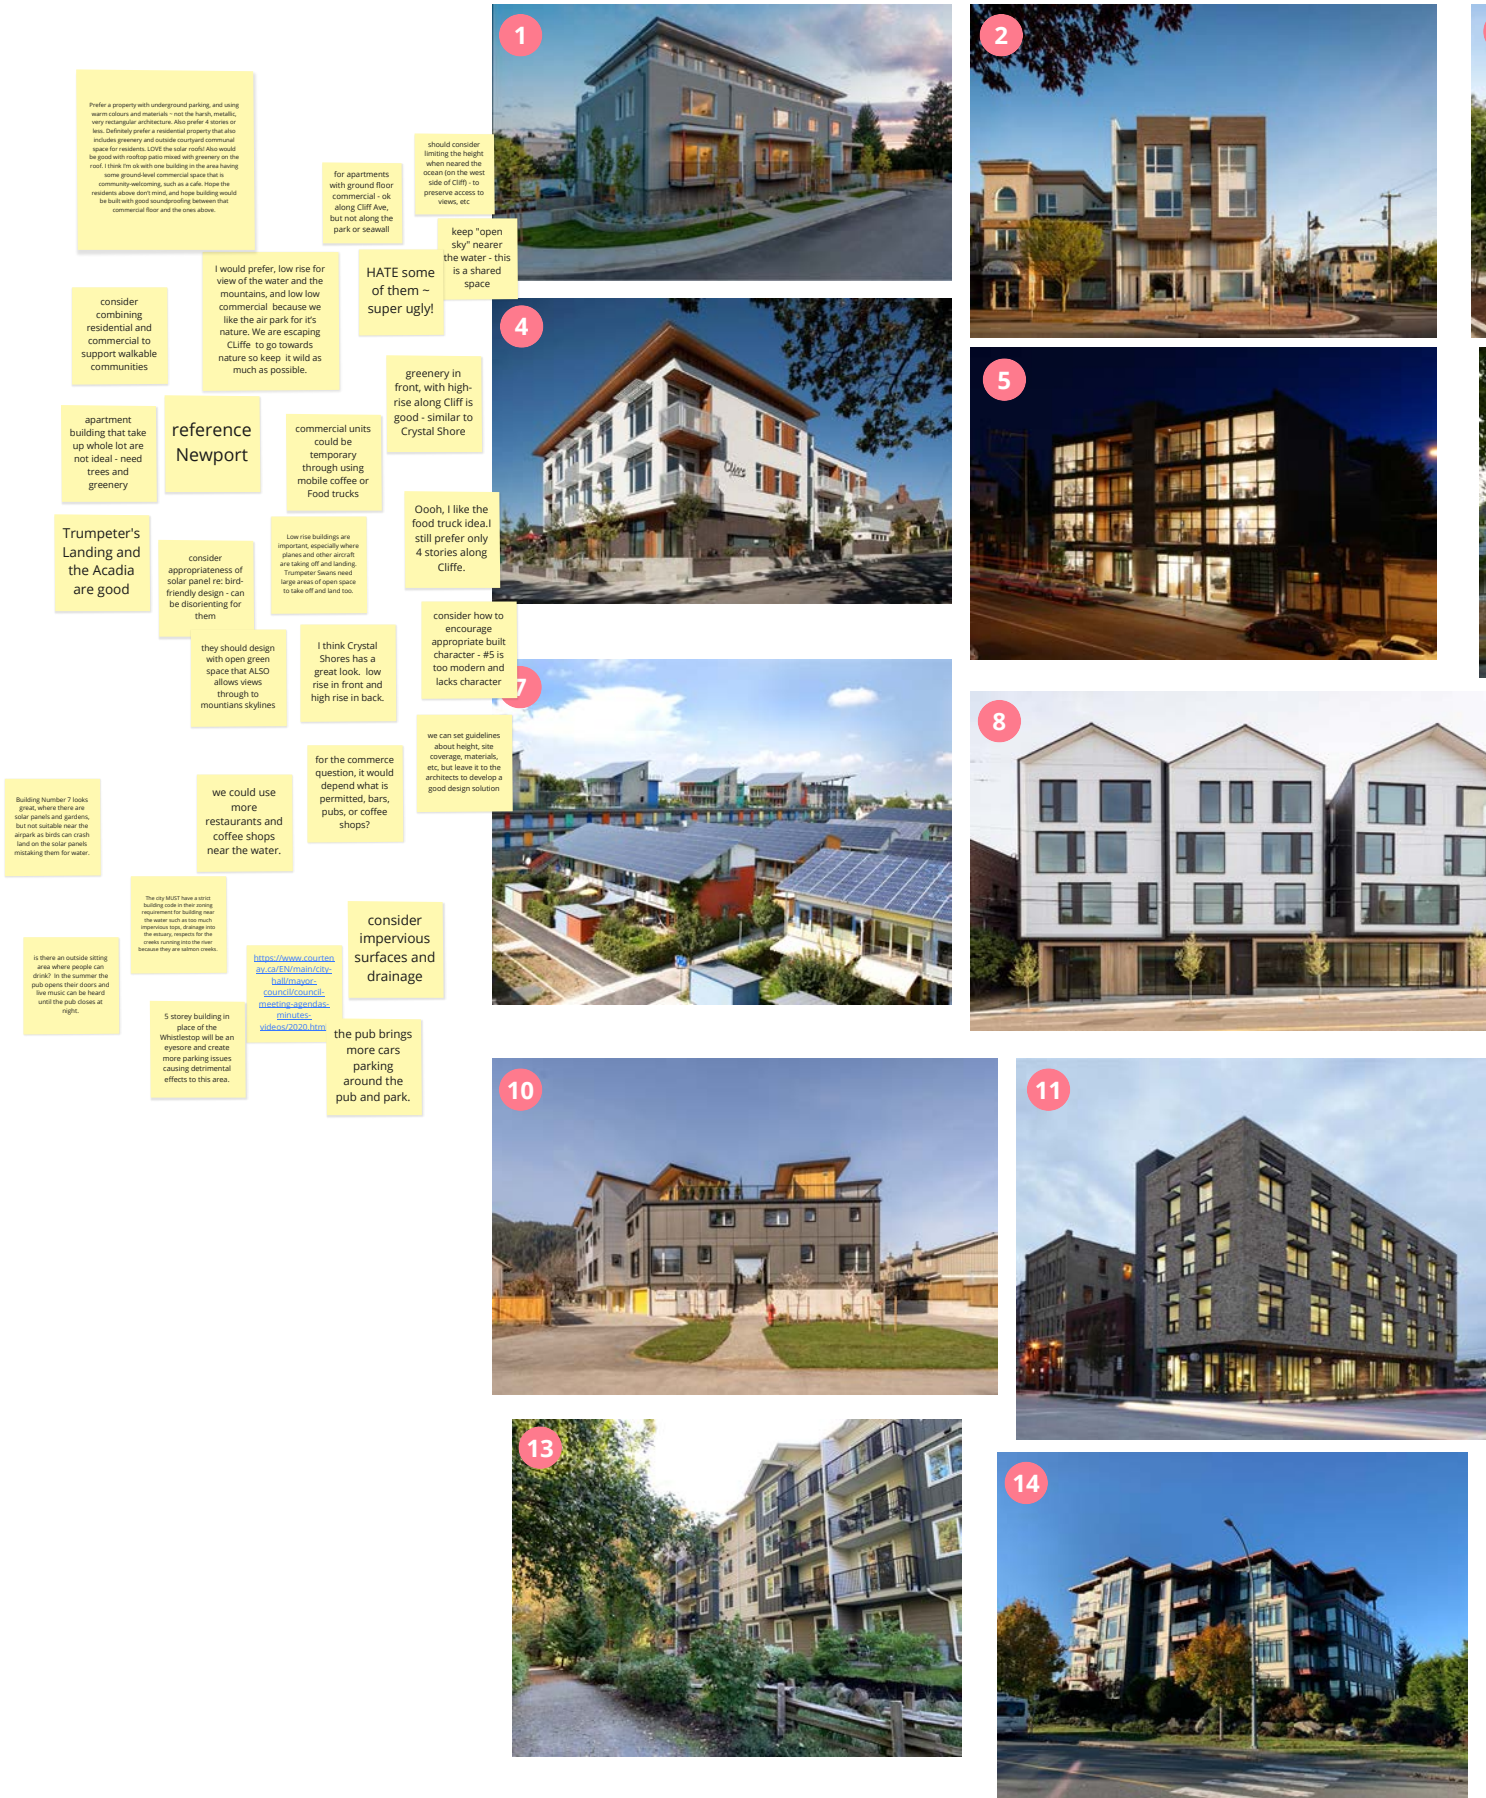 Prefer a property with underground parking, and using
warm colours and materials ~ not the harsh, metallic,
very rectangular architecture. Also prefer 4 stories or
less. Definitely prefer a residential property that also
includes greenery and outside courtyard communal
space for residents. LOVE the solar roofs! Also would
be good with rooftop patio mixed with greenery on the
roof. I think I'm ok with one building in the area having
some ground-level commercial space that is
community-welcoming, such as a cafe. Hope the
residents above don't mind, and hope building would
be built with good soundproofing between that
commercial floor and the ones above.
for apartments
with ground floor
commercial - ok
along Cliff Ave,
but not along the
park or seawall
should consider
limiting the height
when neared the
ocean (on the west
side of Cliff) - to
preserve access to
views, etc
keep "open
sky" nearer
the water - this
is a shared
space
HATE some
of them ~
super ugly!
I would prefer, low rise for
view of the water and the
mountains, and low low
commercial because we
like the air park for it's
nature. We are escaping
CLiffe to go towards
nature so keep it wild as
much as possible.
consider
combining
residential and
commercial to
support walkable
communities
greenery in
front, with high-
rise along Cliff is
good - similar to
Crystal Shore
apartment
building that take
up whole lot are
not ideal - need
trees and
greenery
reference
Newport
commercial units
could be
temporary
through using
mobile coffee or
Food trucks
Oooh, I like the
food truck idea.I
still prefer only
4 stories along
Cliffe.
Trumpeter's
Landing and
the Acadia
are good
consider
appropriateness of
solar panel re: bird-
friendly design - can
be disorienting for
them
Low rise buildings are
important, especially where
planes and other aircraft
are taking off and landing.
Trumpeter Swans need
large areas of open space
to take off and land too.
consider how to
encourage
appropriate built
character - #5 is
too modern and
lacks character
they should design
with open green
space that ALSO
allows views
through to
mountians skylines
I think Crystal
Shores has a
great look. low
rise in front and
high rise in back.
we can set guidelines
about height, site
coverage, materials,
etc, but leave it to the
architects to develop a
good design solution
for the commerce
question, it would
depend what is
permitted, bars,
pubs, or coffee
shops?
we could use
more
restaurants and
coffee shops
near the water.
Building Number 7 looks
great, where there are
solar panels and gardens,
but not suitable near the
airpark as birds can crash
land on the solar panels
mistaking them for water.
The city MUST have a strict
building code in their zoning
requirement for building near
the water such as too much
impervious tops, drainage into
the estuary, respects for the
creeks running into the river
because they are salmon creeks.
consider
impervious
surfaces and
drainage
is there an outside sitting
area where people can
drink? In the summer the
pub opens their doors and
live music can be heard
until the pub closes at
night.
https://www.courten
ay.ca/EN/main/city-
hall/mayor-
council/council-
meeting-agendas-
minutes-
videos/2020.htm
5 storey building in
place of the
Whistlestop will be an
eyesore and create
more parking issues
causing detrimental
effects to this area.
the pub brings
more cars
parking
around the
pub and park.
1
2
4
Olive
5
7
8
10
11
13
14